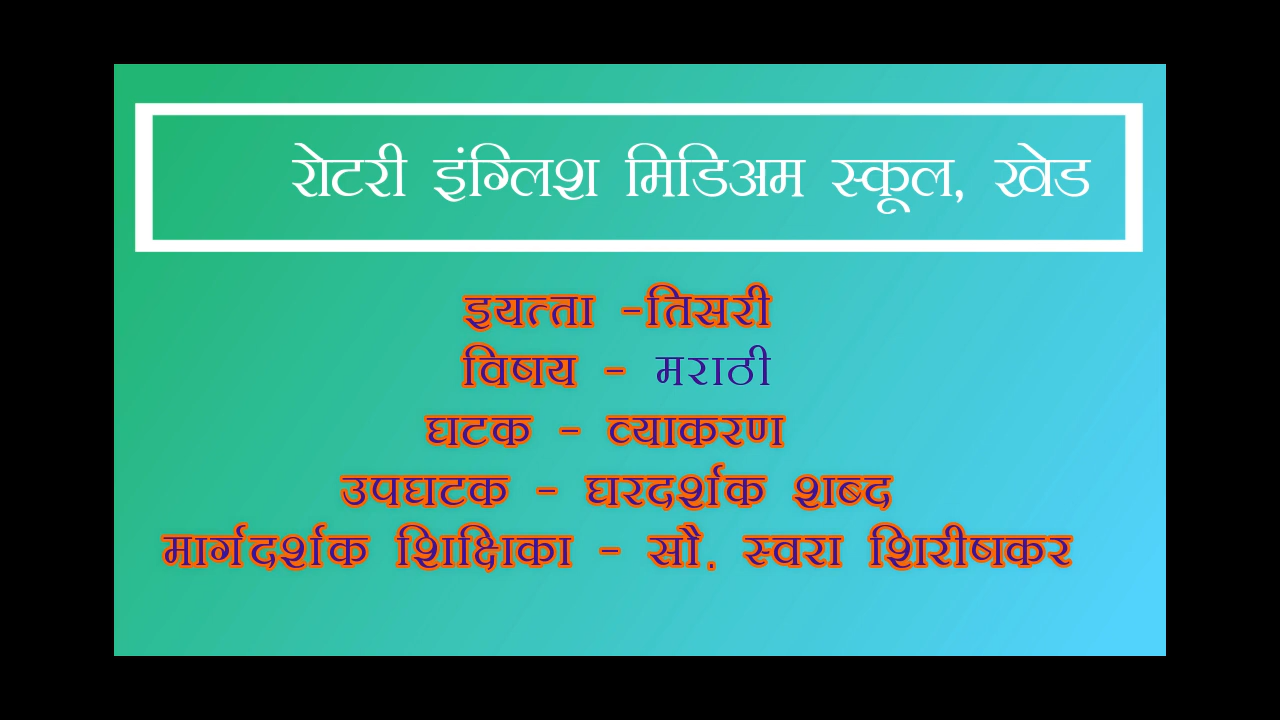 रोटरी इंग्लिश मिडिअम स्कूल, खेड
इयत्ता -तिसरी
विषय - मराठी
घटक - व्याकरण
उपघटक - घरदर्शक शब्द
मार्गदर्शक शिक्षिका - सौ. स्वरा शिरीषकर